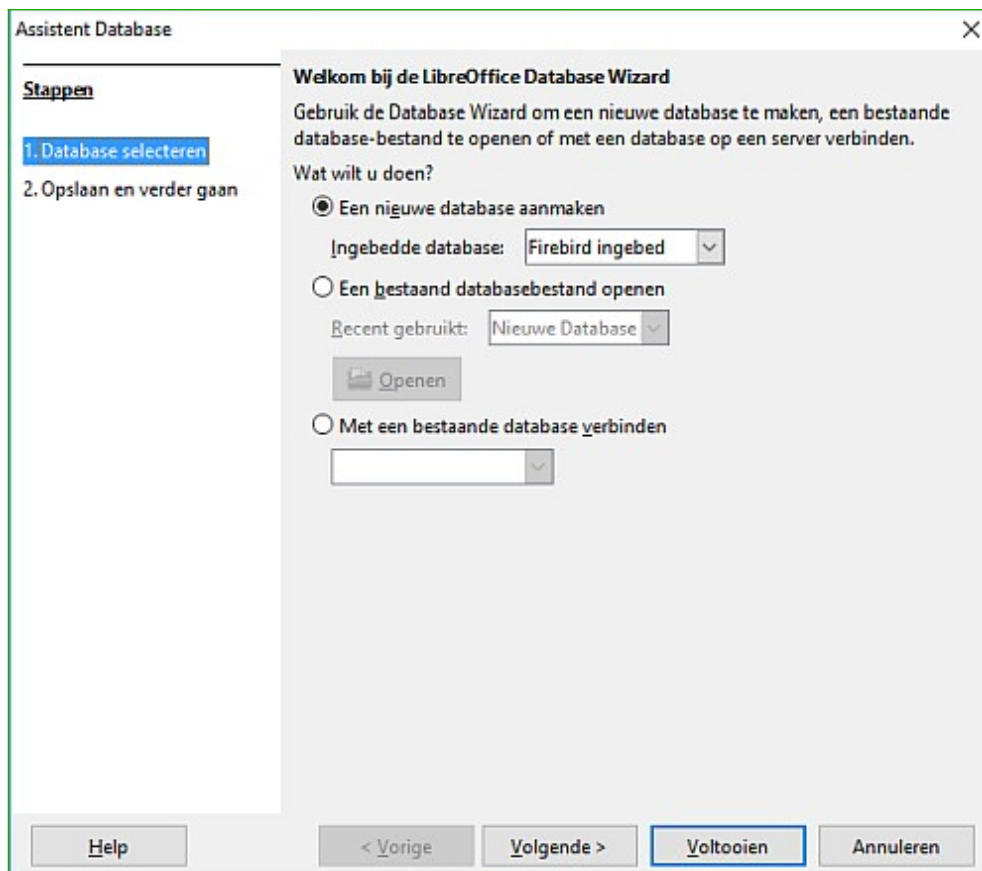 Assistent Database
Stappen
1. Database selecteren
2. Opslaan en verder gaan
Welkom bij de LibreOffice Database Wizard
Gebruik de Database Wizard om een nieuwe database te maken, een bestaande
database-bestand te openen of met een database op een server verbinden.
Wat wilt u doen?
Een nieuwe database aanmaken
Ingebedde database: Firebird ingebed
Een bestaand databasebestand openen
Recent gebruikt: Nieuwe Database
Openen
Met een bestaande database verbinden
Help < Vorige Volgende > Voltooien Annuleren